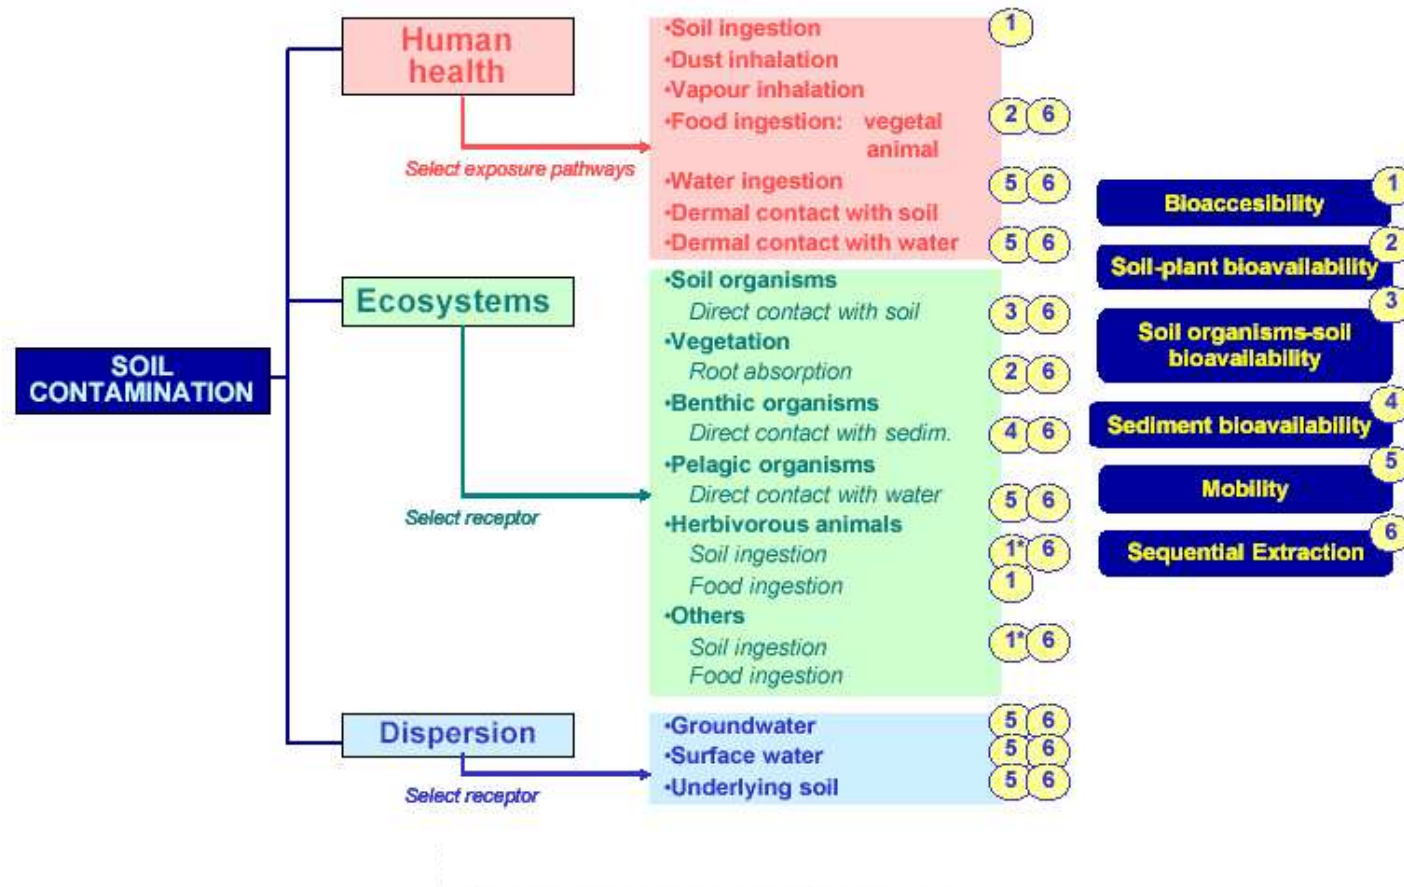 SOIL
CONTAMINATION
Human
health
Select exposure pathways
•Soil ingestion 1
•Dust inhalation
•Vapour inhalation
•Food ingestion: vegetal 2 6
animal
•Water ingestion 5 6
•Dermal contact with soil
•Dermal contact with water 5 6
Ecosystems
Select receptor
•Soil organisms
Direct contact with soil 3 6
•Vegetation
Root absorption 2 6
•Benthic organisms
Direct contact with sedim. 4 6
•Pelagic organisms
Direct contact with water 5 6
•Herbivorous animals
Soil ingestion 1* 6
Food ingestion 1
•Others
Soil ingestion 1* 6
Food ingestion
Dispersion
Select receptor
•Groundwater 5 6
•Surface water 5 6
•Underlying soil 5 6
Bioaccesibility 1
Soil-plant bioavailability 2
Soil organisms-soil 3
bioavailability
Sediment bioavailability 4
Mobility 5
Sequential Extraction 6